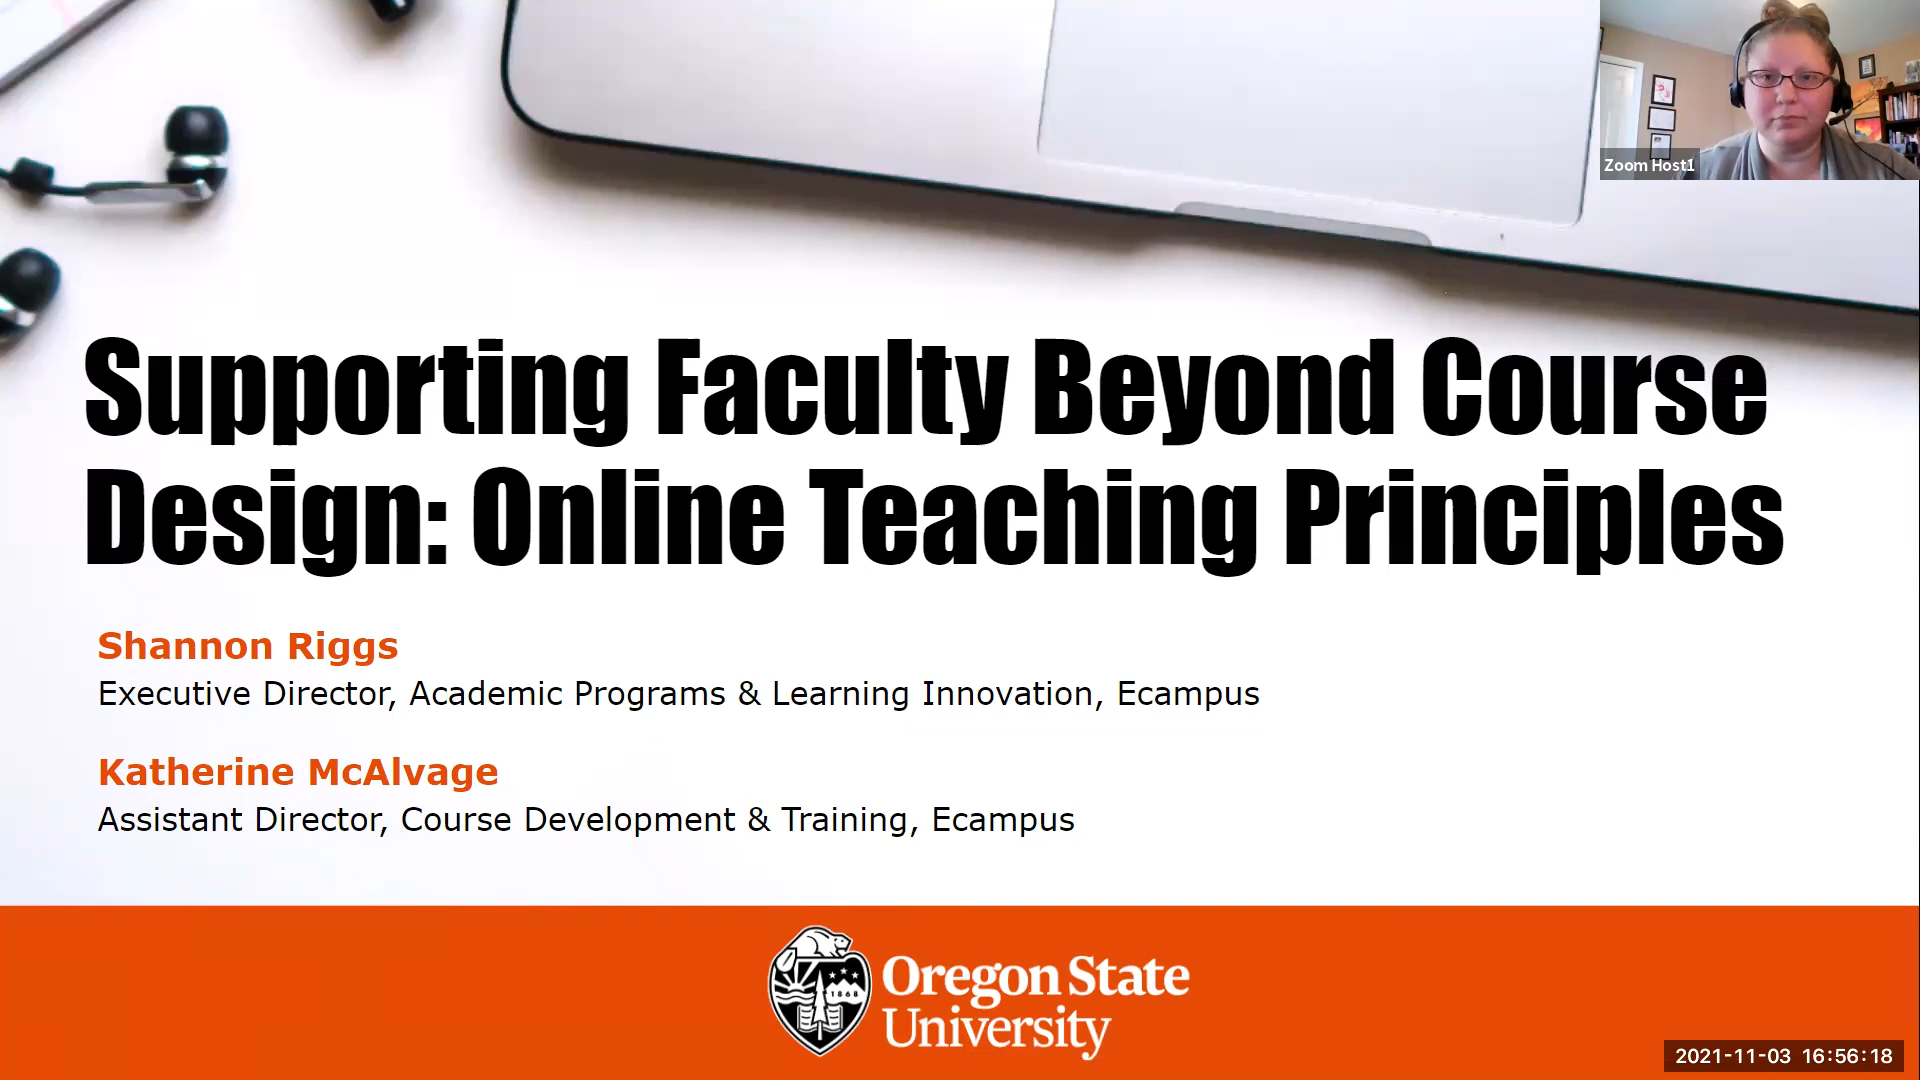 Zoom Host1
Supporting Faculty Beyond Course
Design: Online Teaching Principles
Shannon Riggs
Executive Director, Academic Programs & Learning Innovation, Ecampus
Katherine McAlvage
Assistant Director, Course Development & Training, Ecampus
1868
Oregon State
University
2021-11-03 16:56:18